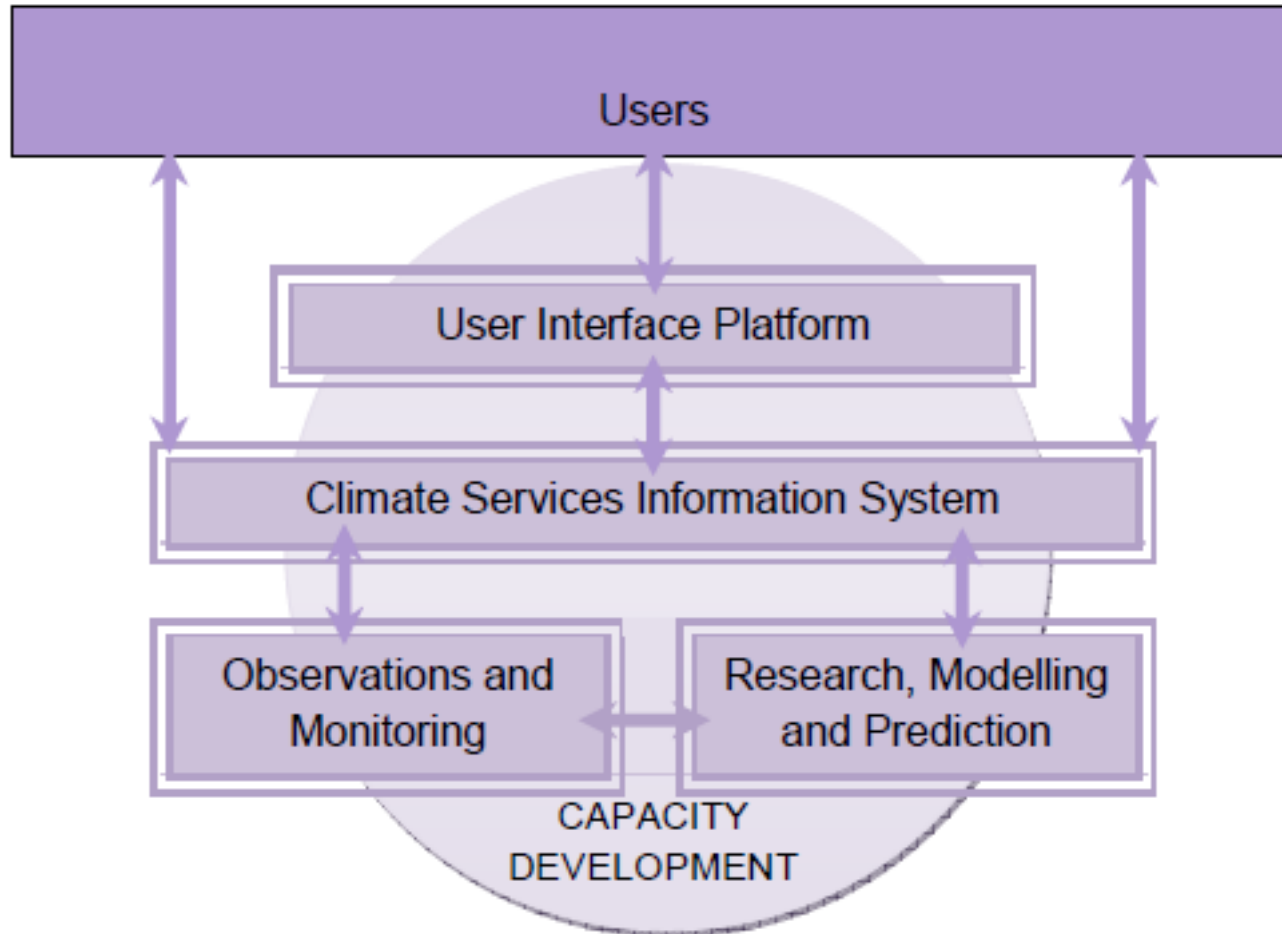 Users
User Interface Platform
Climate Services Information System
Observations and
Monitoring
Research, Modelling
and Prediction
CAPACITY
DEVELOPMENT